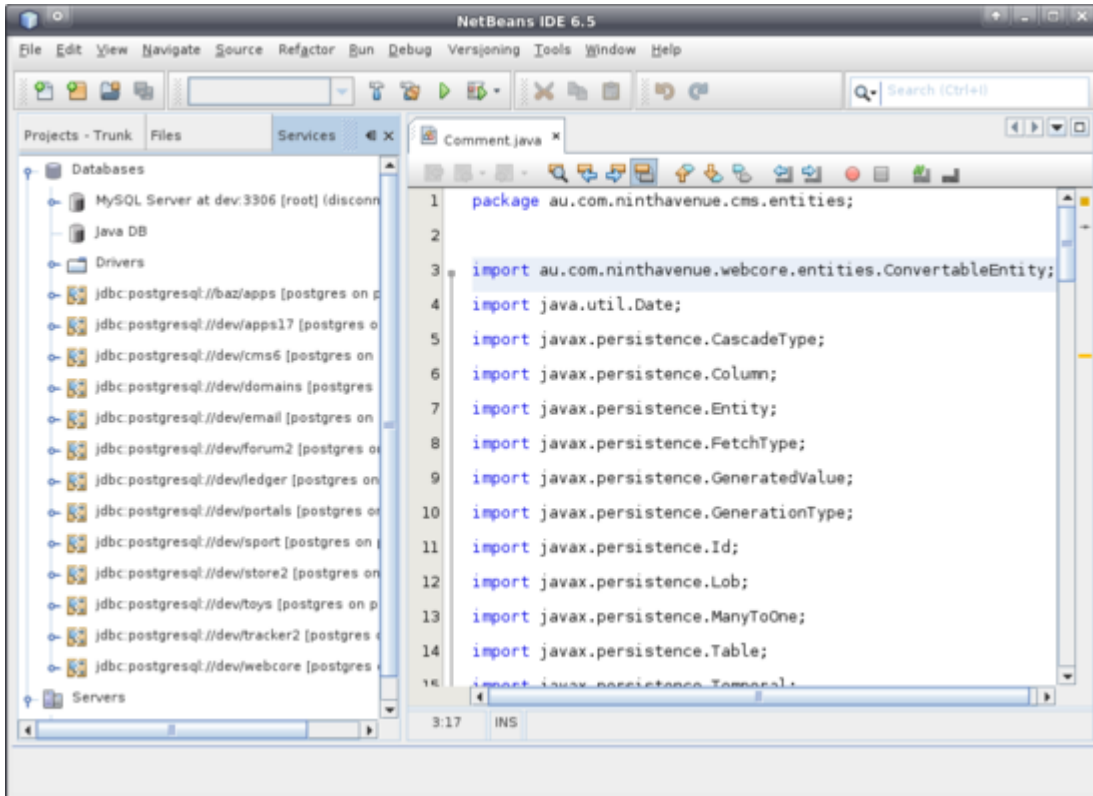 NetBeans IDE 6.5
File Edit View Navigate Source Refactor Run Debug Versioning Tools Window Help
Search (Ctrl+I)
Projects - Trunk Files Services
Databases
MySQL Server at dev:3306 [root] (disconn
Java DB
Drivers
jdbc:postgresql://baz/apps [postgres on p
jdbc:postgresql://dev/apps17 [postgres o
jdbc:postgresql://dev/cms6 [postgres on
jdbc:postgresql://dev/domains [postgres
jdbc:postgresql://dev/email [postgres on
jdbc:postgresql://dev/forum2 [postgres o
jdbc:postgresql://dev/ledger [postgres on
jdbc:postgresql://dev/portals [postgres or
jdbc:postgresql://dev/sport [postgres on
jdbc:postgresql://dev/store2 [postgres on
jdbc:postgresql://dev/toys [postgres on p
jdbc:postgresql://dev/tracker2 [postgres
jdbc:postgresql://dev/webcore [postgres
Servers
Comment.java
1 package au.com.ninthavenue.cms.entities;
2
3 import au.com.ninthavenue.webcore.entities.ConvertableEntity;
4 import java.util.Date;
5 import javax.persistence.CascadeType;
6 import javax.persistence.Column;
7 import javax.persistence.Entity;
8 import javax.persistence.FetchType;
9 import javax.persistence.GeneratedValue;
10 import javax.persistence.GenerationType;
11 import javax.persistence.Id;
12 import javax.persistence.Lob;
13 import javax.persistence.ManyToOne;
14 import javax.persistence.Table;
15 import javax.persistence.Temporal;
3:17 INS